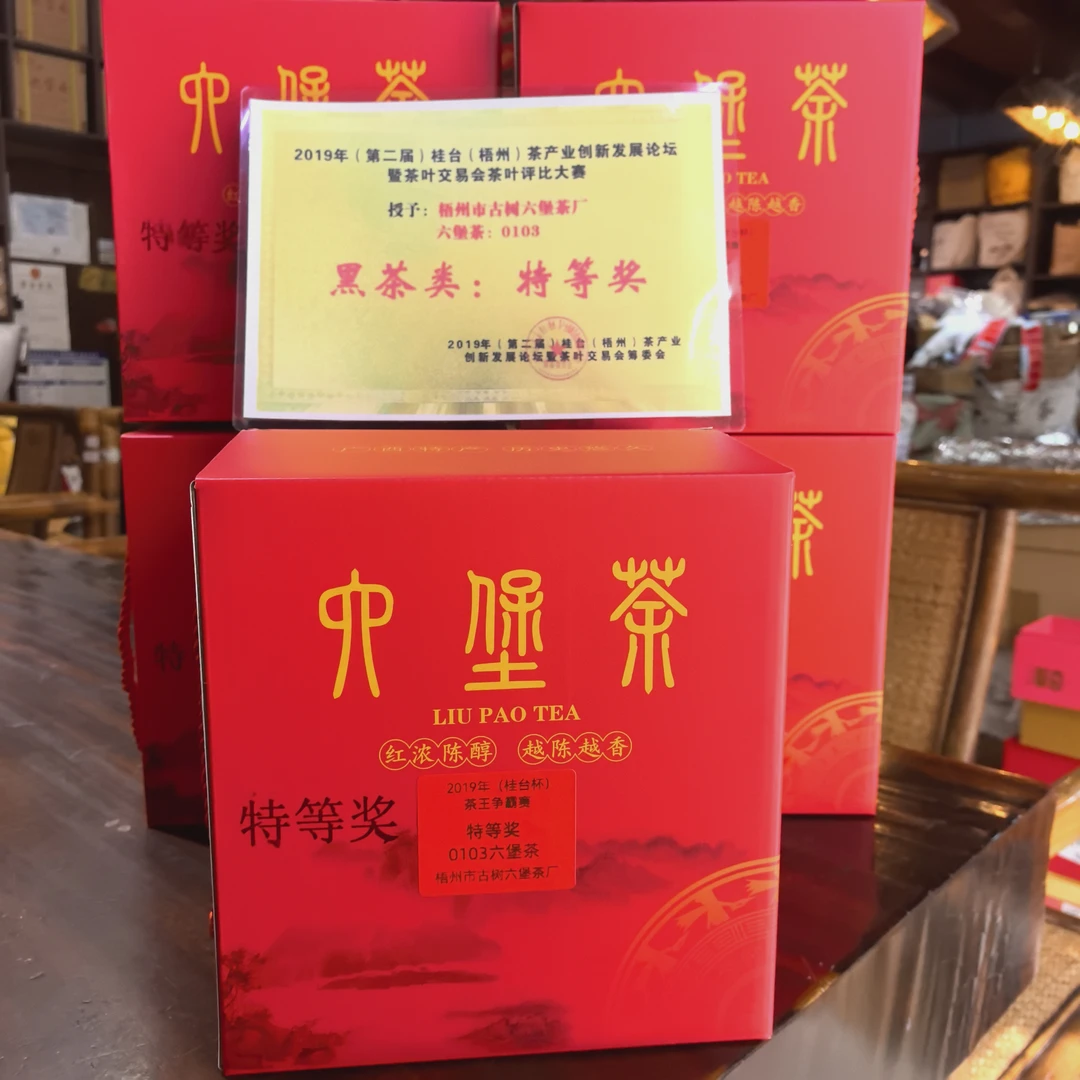 六 堡 茶
特等奖
堡 茶
O TEA
越陈越香
2019年（第二届）桂台（梧州）茶产业创新发展论坛
暨茶叶交易会茶叶评比大赛
授予：梧州市古树六堡茶厂
六堡茶：0103
黑茶类：特等奖
2019年（第二届）桂台（梧州）茶产业
创新发展论坛暨茶叶交易会筹委会
六 堡 茶
LIU PAO TEA
红浓陈醇 越陈越香
特等奖
2019年（桂台杯）
茶王争霸赛
特等奖
0103六堡茶
梧州市古树六堡茶厂
特
茶